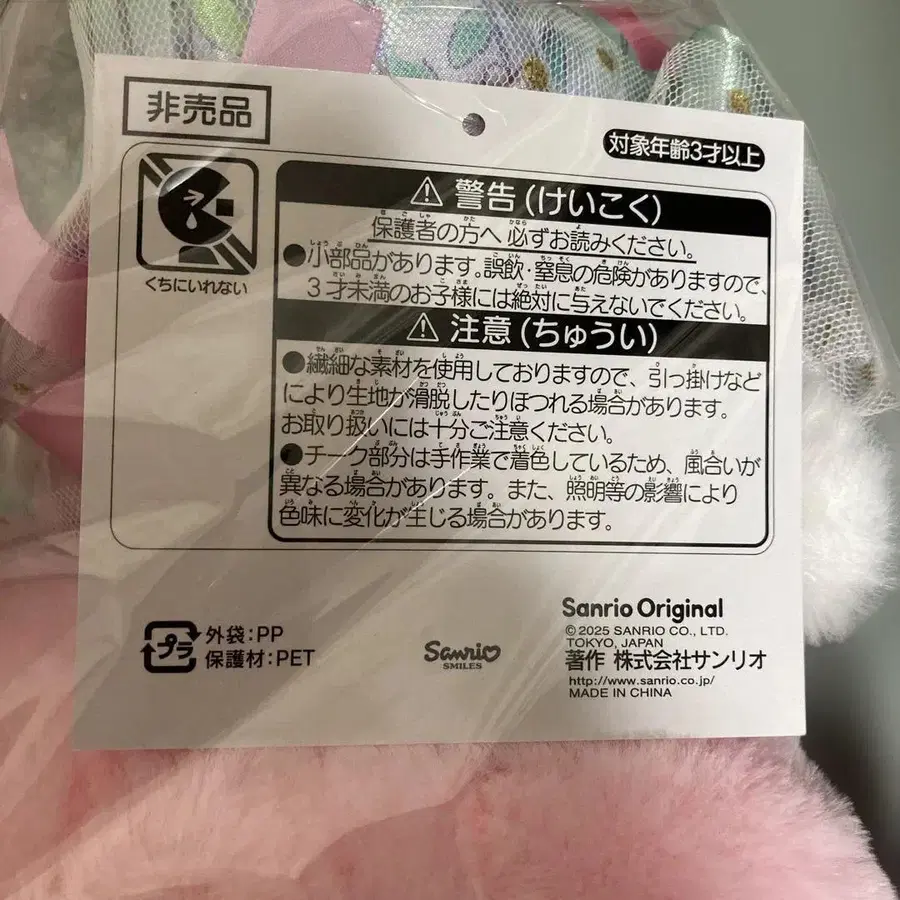 非売品
対象年齢3才以上
くちにいれない
警告(けいこく)
保護者の方へ 必ずお読みください。
●小部品があります。誤飲・窒息の危険がありますので、
3才未満のお子様には絶対に与えないでください。
注意(ちゅうい)
●繊細な素材を使用しておりますので、引っ掛けなど
により生地が滑脱したりほつれる場合があります。
お取り扱いには十分ご注意ください。
●チーク部分は手作業で着色しているため、風合いが
異なる場合があります。また、照明等の影響により
色味に変化が生じる場合があります。
プラ
外袋:PP
保護材:PET
Sanrio
SMILES
Sanrio Original
©2025 SANRIO CO., LTD.
TOKYO, JAPAN
著作 株式会社サンリオ
http://www.sanrio.co.jp/
MADE IN CHINA